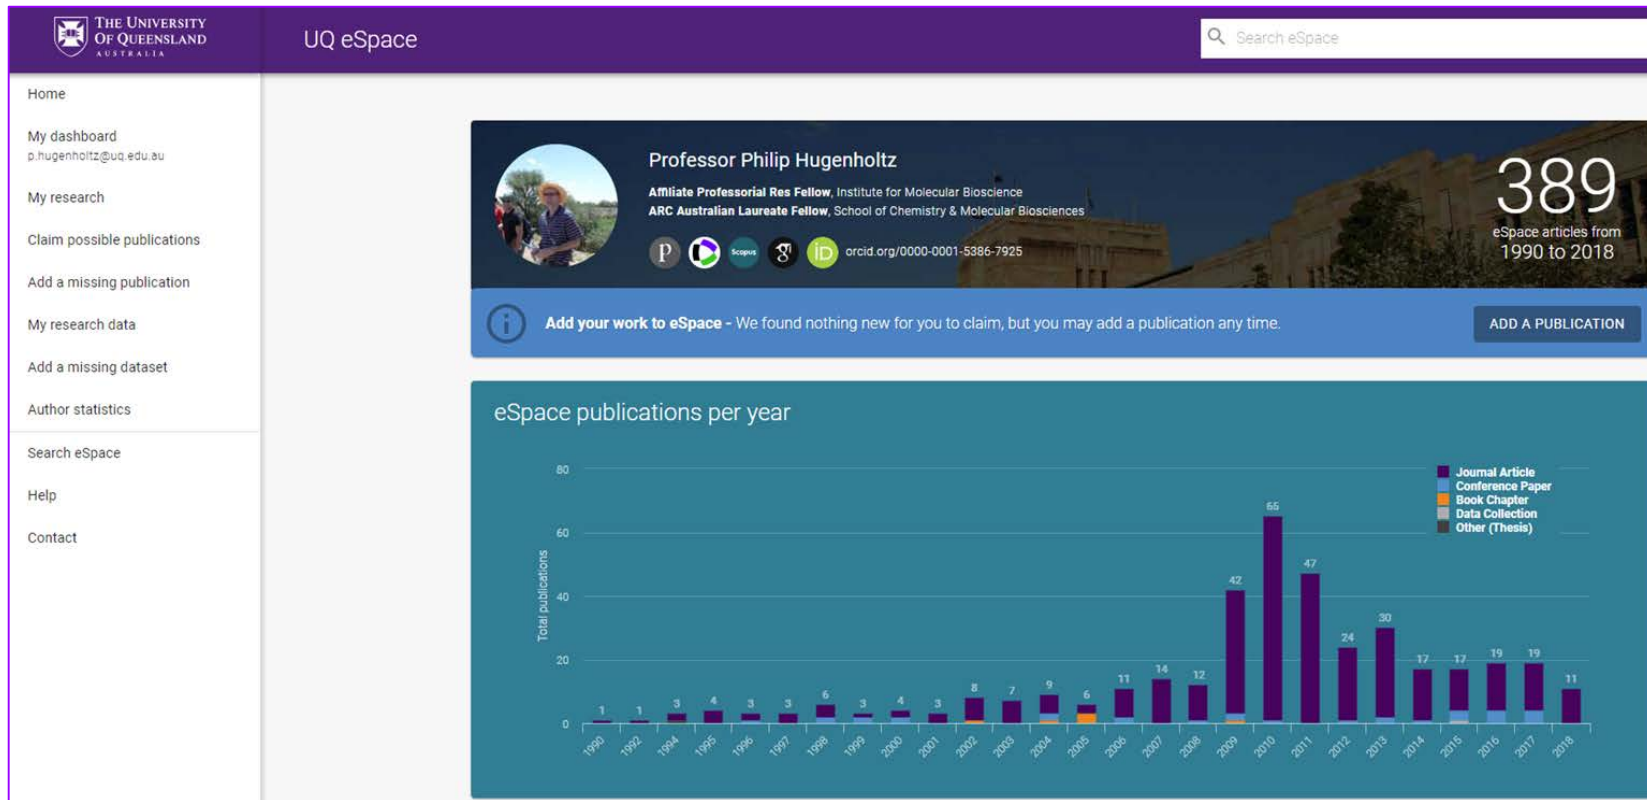 THE UNIVERSITY
OF QUEENSLAND
AUSTRALIA
UQ eSpace
Search eSpace
Home
My dashboard
p.hugenholtz@uq.edu.au
My research
Claim possible publications
Add a missing publication
My research data
Add a missing dataset
Author statistics
Search eSpace
Help
Contact
Professor Philip Hugenholtz
Affiliate Professorial Res Fellow, Institute for Molecular Bioscience
ARC Australian Laureate Fellow, School of Chemistry & Molecular Biosciences
P
Scopus
g
iD
orcid.org/0000-0001-5386-7925
389
eSpace articles from
1990 to 2018
i
Add your work to eSpace - We found nothing new for you to claim, but you may add a publication any time.
ADD A PUBLICATION
eSpace publications per year
Total publications
80
60
40
20
0
Journal Article
Conference Paper
Book Chapter
Data Collection
Other (Thesis)
1 1 3 4 3 3 6 3 4 3 8 7 9 6 11 14 12 42 65 47 24 30 17 17 19 19 11
1990 1992 1994 1995 1996 1997 1998 1999 2000 2001 2002 2003 2004 2005 2006 2007 2008 2009 2010 2011 2012 2013 2014 2015 2016 2017 2018